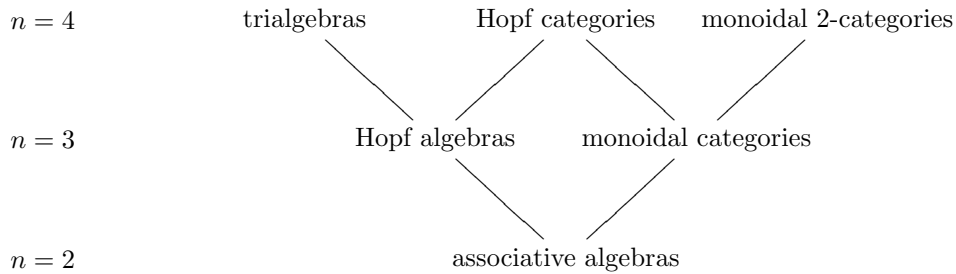 n = 4 trialgebras Hopf categories monoidal 2-categories
n = 3 Hopf algebras monoidal categories
n = 2 associative algebras